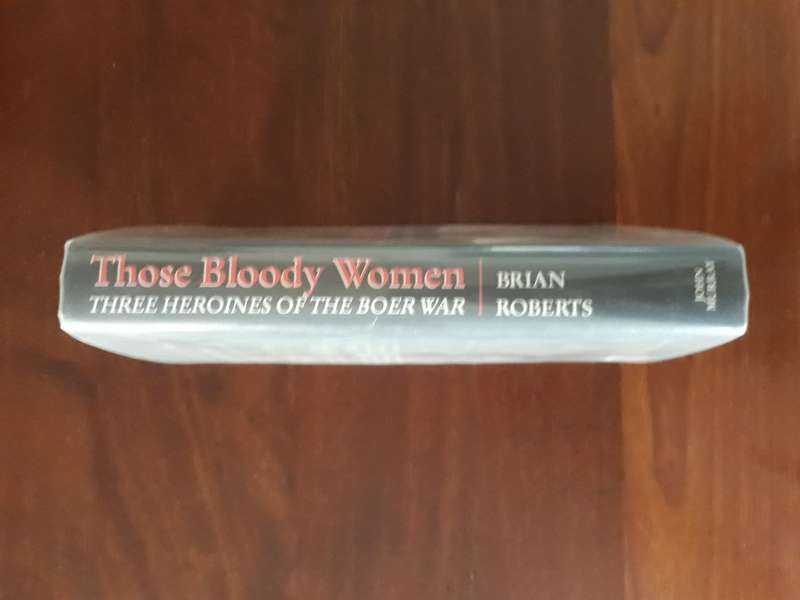 Those Bloody Women
THREE HEROINES OF THE BOER WAR
BRIAN
ROBERTS
JOHN
MURRAY